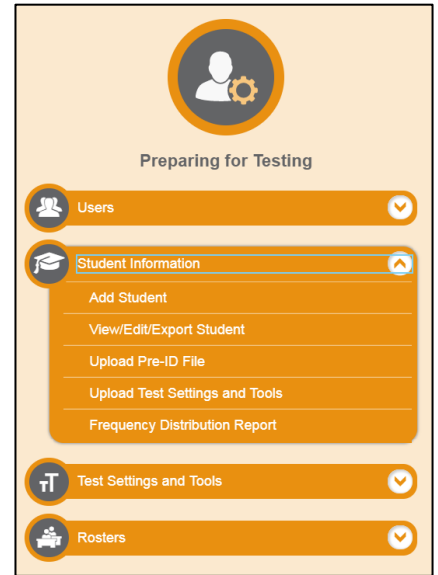 Preparing for Testing
Users
Student Information
Add Student
View/Edit/Export Student
Upload Pre-ID File
Upload Test Settings and Tools
Frequency Distribution Report
TT
Test Settings and Tools
Rosters